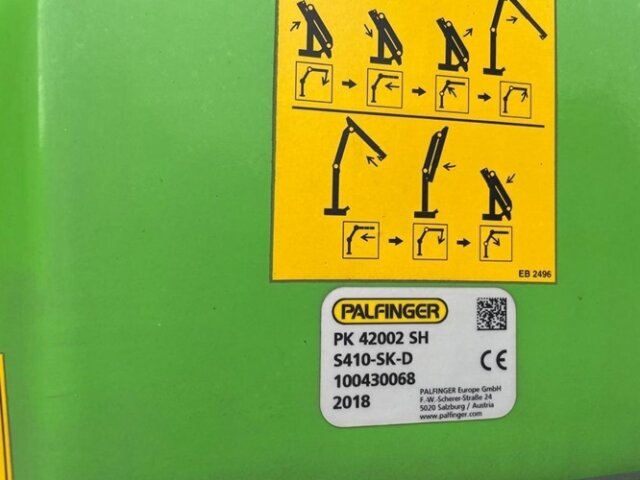 EB 2496
PALFINGER
PK 42002 SH
S410-SK-D
100430068
2018
CE
PALFINGER Europe GmbH
F.-W.-Scherer-Straße 24
5020 Salzburg / Austria
www.palfinger.com